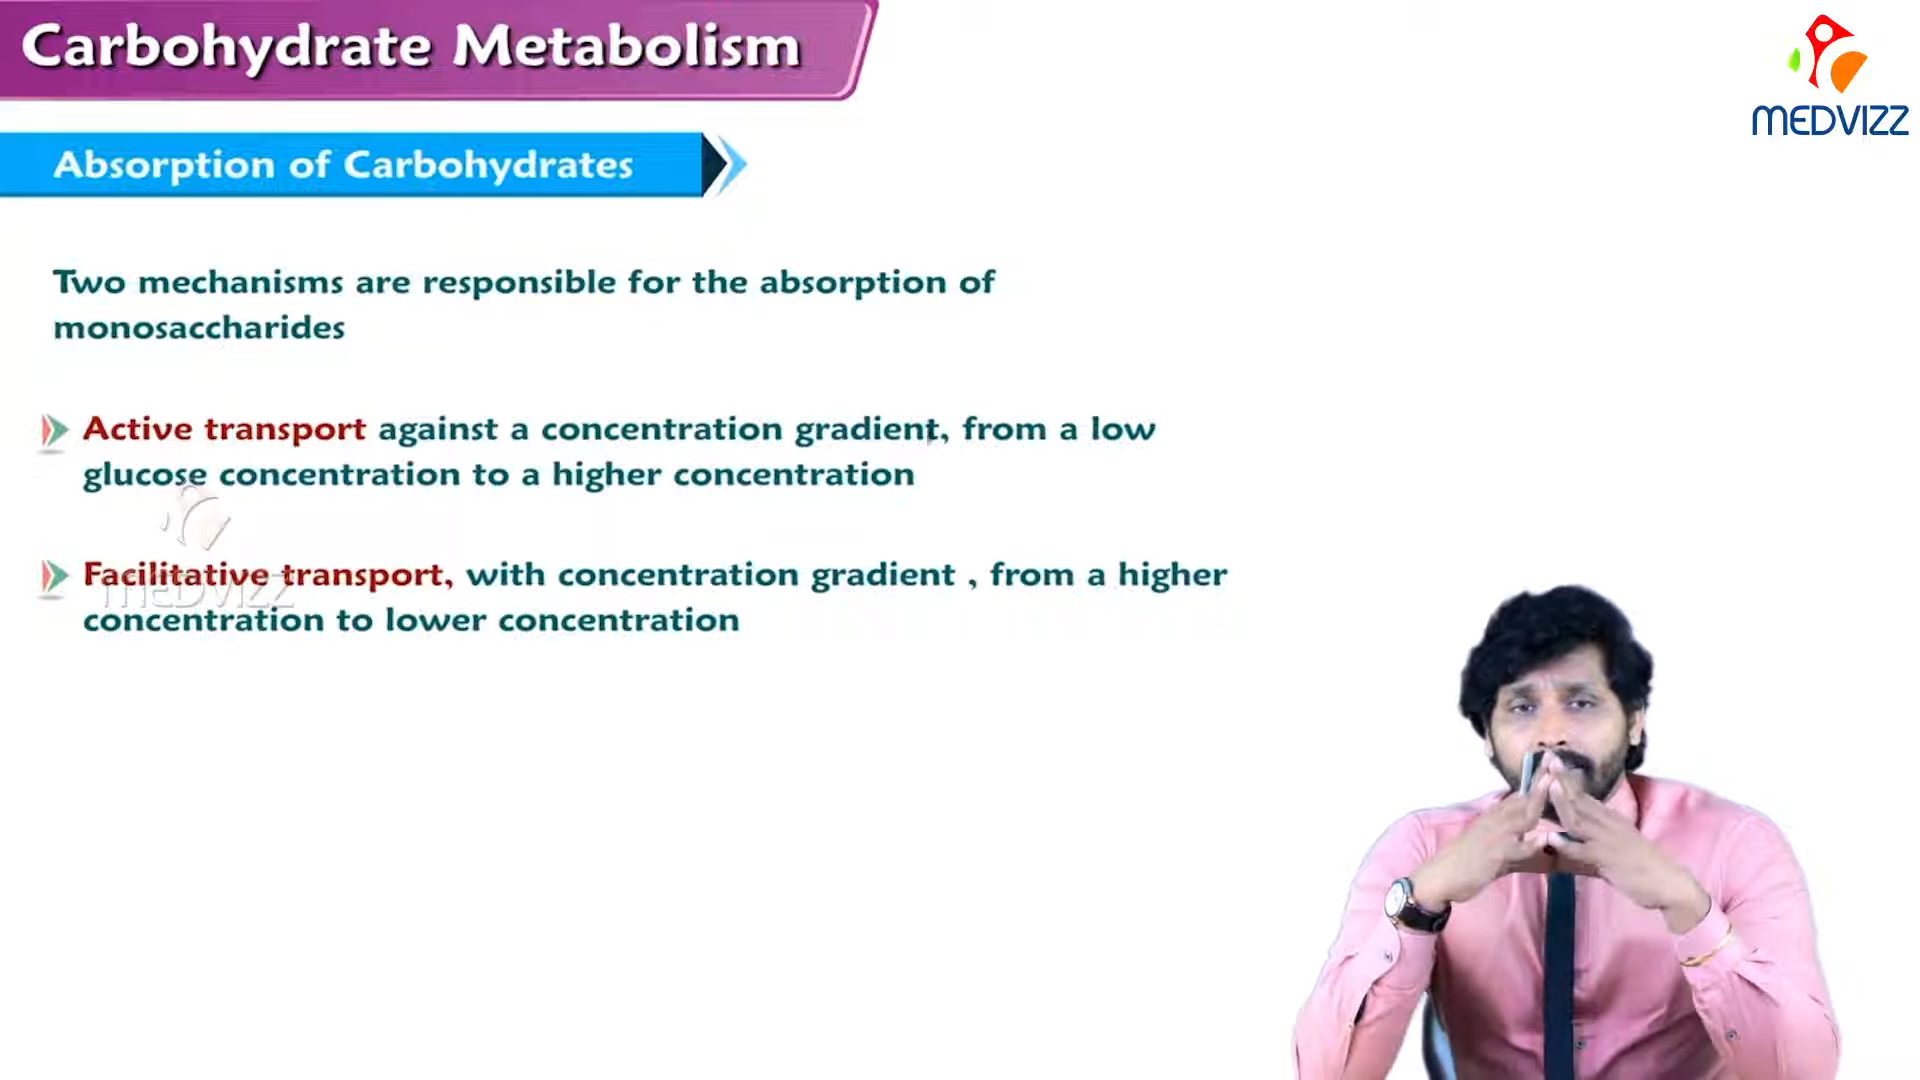 Carbohydrate Metabolism
MEDVIZZ
Absorption of Carbohydrates
Two mechanisms are responsible for the absorption of
monosaccharides
Active transport against a concentration gradient, from a low
glucose concentration to a higher concentration
Facilitative transport, with concentration gradient , from a higher
MEDVIZZ
concentration to lower concentration